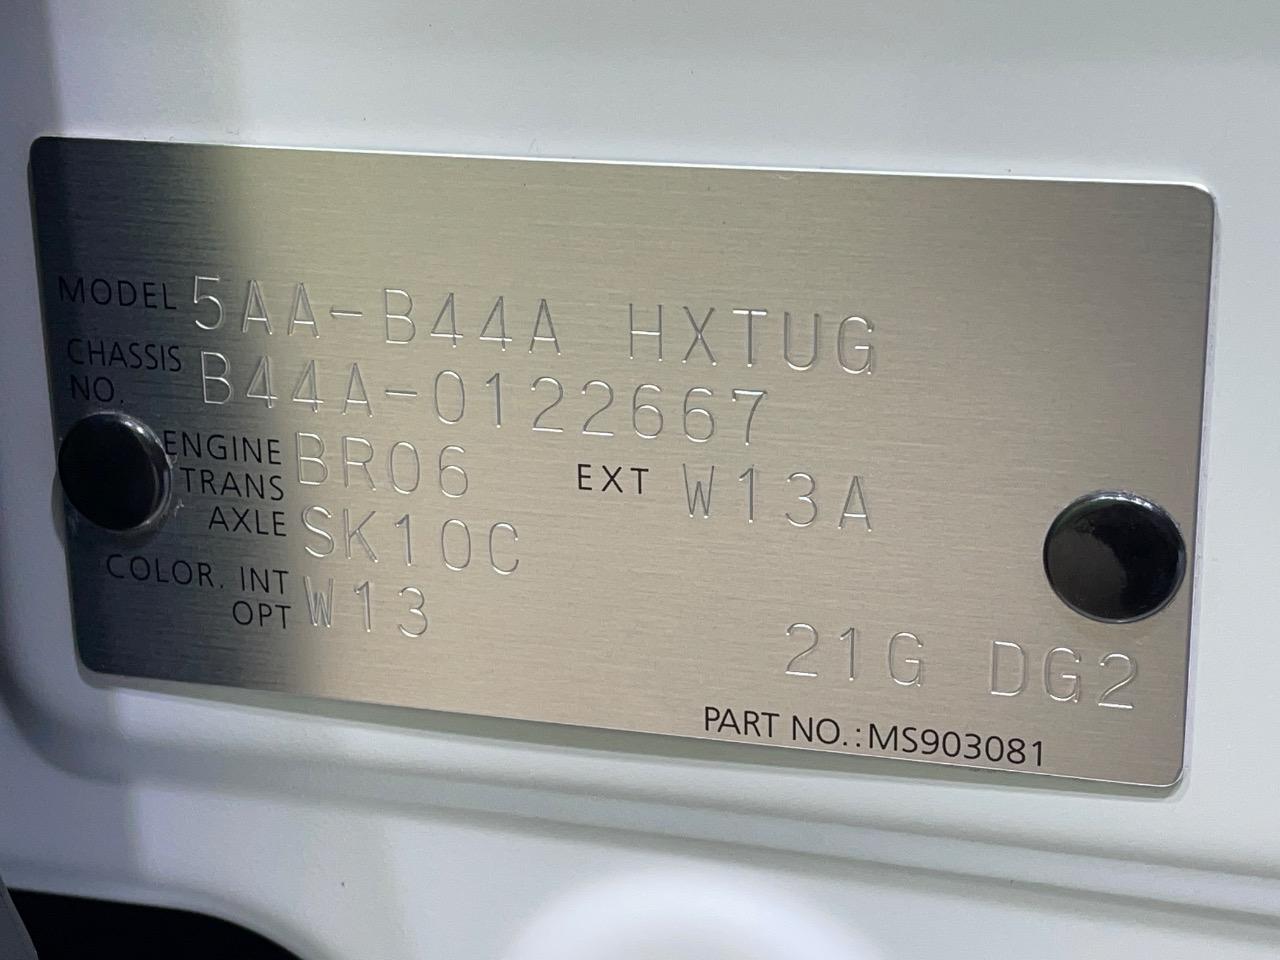 MODEL 5AA-B44A HXTUG
CHASSIS NO. B44A-0122667
ENGINE BR06 EXT W13A
TRANS AXLE SK10C
COLOR. INT W13
OPT 21G DG2
PART NO.:MS903081